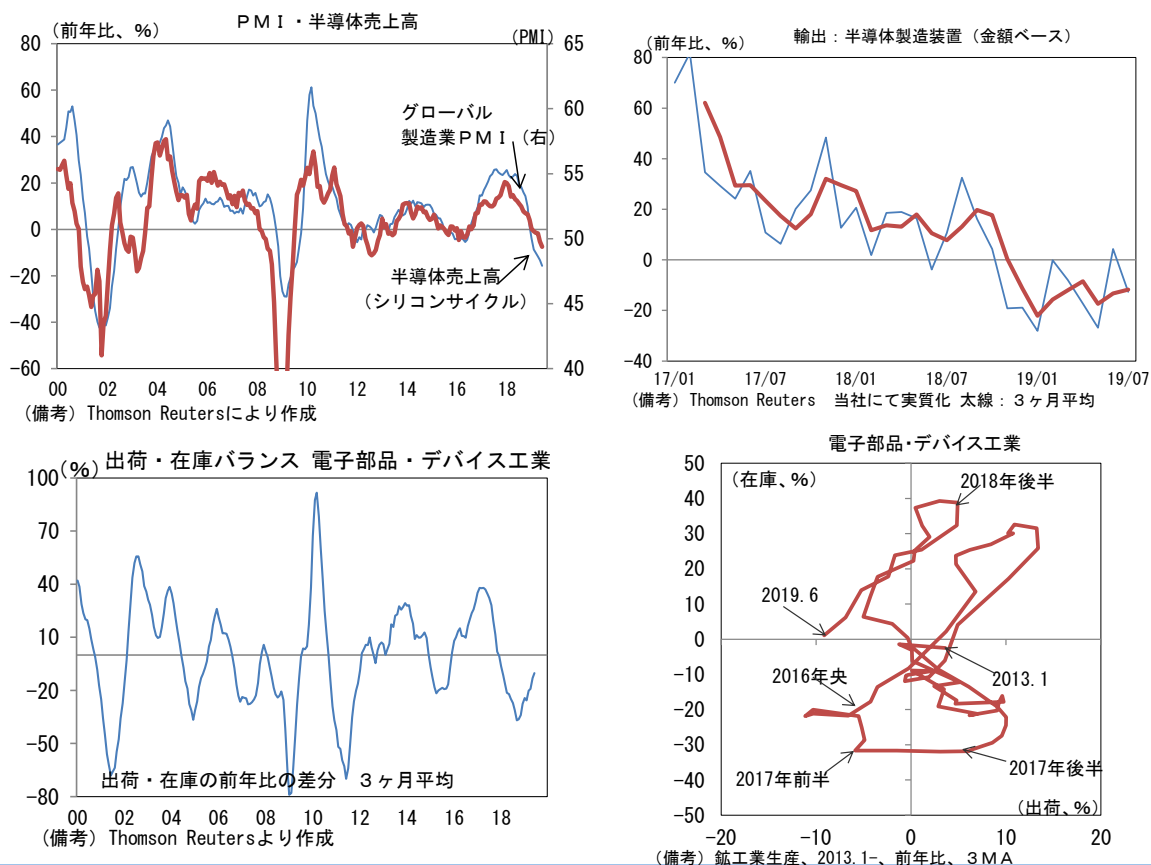 ＰＭＩ・半導体売上高
（前年比、％）
(PMI)
80
60
40
20
0
-20
-40
-60
65
60
55
50
45
40
グローバル
製造業ＰＭＩ（右）
半導体売上高
（シリコンサイクル）
00 02 04 06 08 10 12 14 16 18
（備考）Thomson Reutersにより作成
輸出：半導体製造装置（金額ベース）
（前年比、％）
80
60
40
20
0
-20
-40
17/01 17/07 18/01 18/07 19/01 19/07
（備考）Thomson Reuters　当社にて実質化 太線：３ヶ月平均
出荷・在庫バランス 電子部品・デバイス工業
（％）
100
70
40
10
-20
-50
-80
出荷・在庫の前年比の差分　３ヶ月平均
00 02 04 06 08 10 12 14 16 18
（備考）Thomson Reutersより作成
電子部品・デバイス工業
（在庫、％）
50
40
30
20
10
0
-10
-20
-30
-40
-50
2018年後半
2019.6
2013.1
2016年央
2017年前半
2017年後半
（出荷、％）
-20 -10 0 10 20
（備考）鉱工業生産、2013.1-、前年比、３ＭＡ